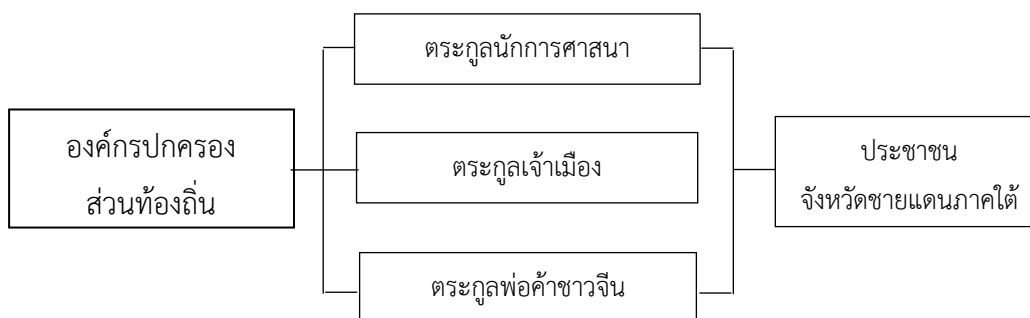 ตระกูลนักการศาสนา
องค์กรปกครอง
ส่วนท้องถิ่น
ตระกูลเจ้าเมือง
ประชาชน
จังหวัดชายแดนภาคใต้
ตระกูลพ่อค้าชาวจีน